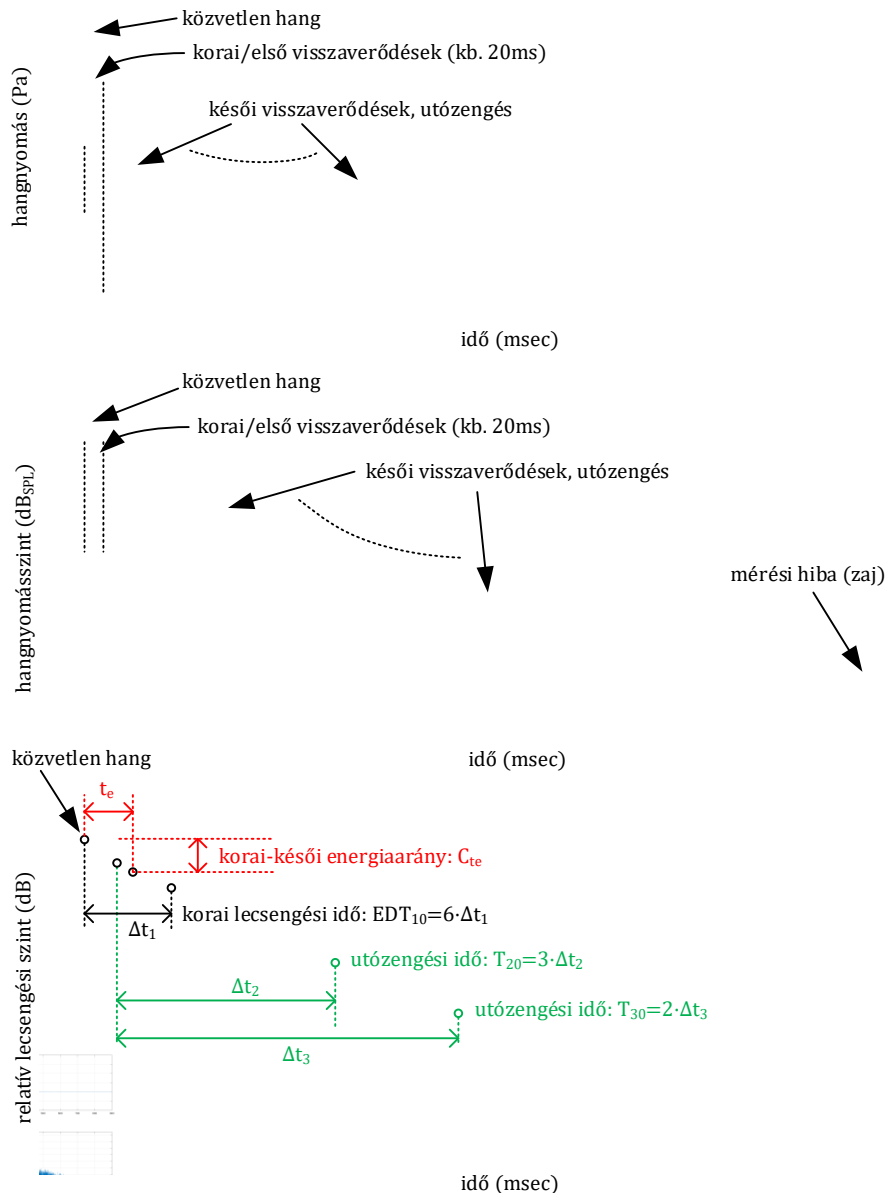 közvetlen hang
korai/első visszaverődések (kb. 20ms)
késői visszaverődések, utózengés
hangnyomás (Pa)
idő (msec)
közvetlen hang
korai/első visszaverődések (kb. 20ms)
késői visszaverődések, utózengés
hangnyomásszint (dBSPL)
mérési hiba (zaj)
idő (msec)
közvetlen hang
te
korai-késői energiaarány: Cte
korai lecsengési idő: EDT10=6·Δt1
Δt1
utózengési idő: T20=3·Δt2
Δt2
utózengési idő: T30=2·Δt3
Δt3
relatív lecsengési szint (dB)
idő (msec)